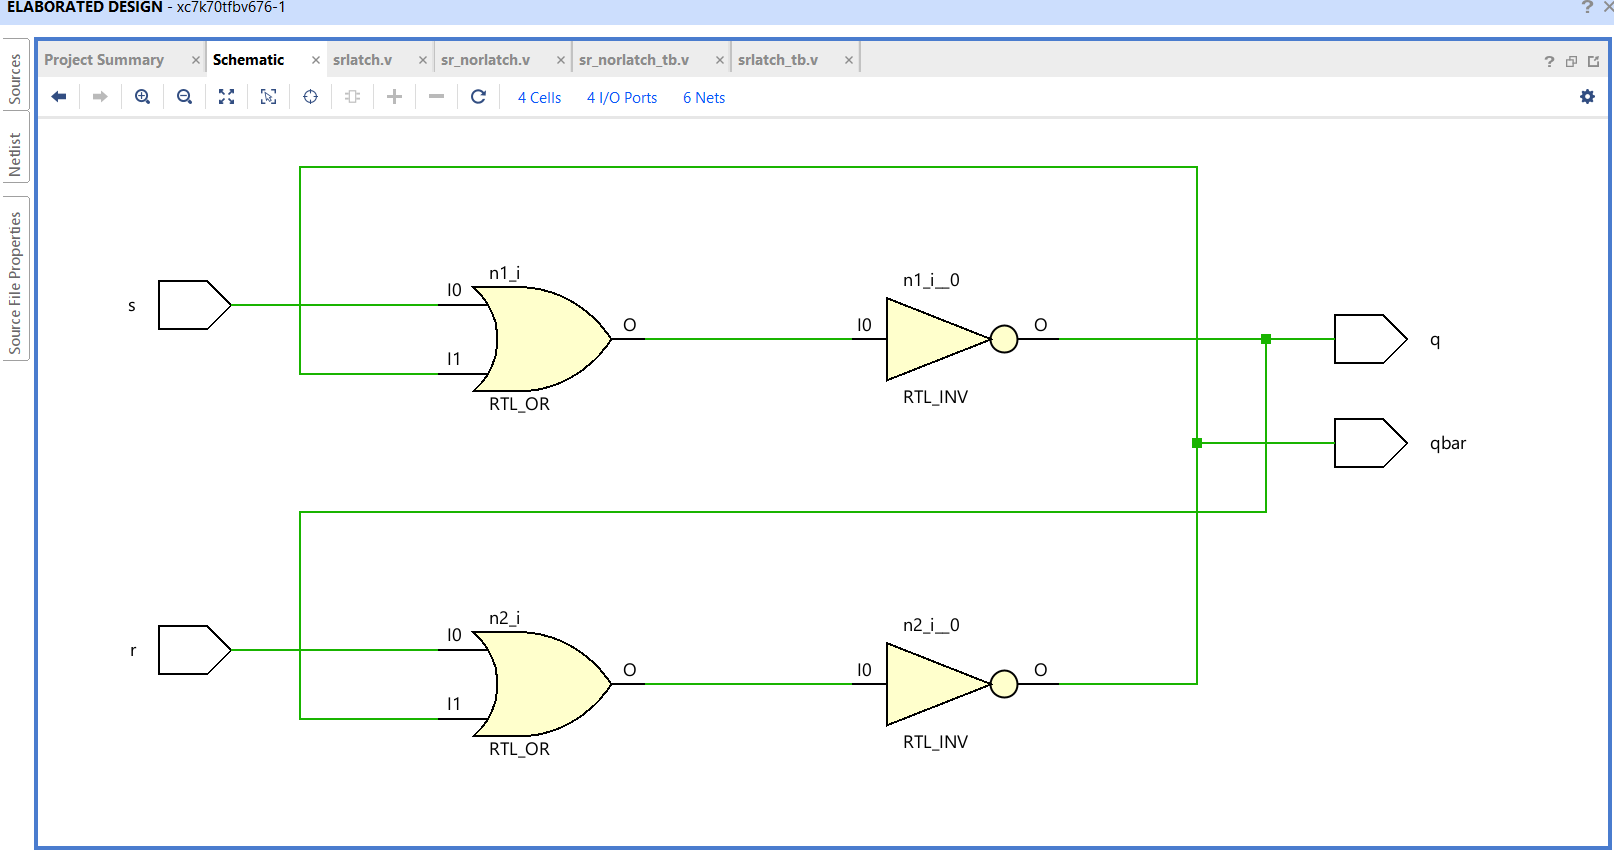 ELABORATED DESIGN - xc7k70tfbv676-1
Sources
Netlist
Source File Properties
Project Summary
Schematic
srlatch.v
sr_norlatch.v
sr_norlatch_tb.v
srlatch_tb.v
4 Cells
4 I/O Ports
6 Nets
n1_i
n1_i__0
s
I0
O
I0
O
q
I1
RTL_OR
RTL_INV
qbar
n2_i
n2_i__0
r
I0
O
I0
O
I1
RTL_OR
RTL_INV